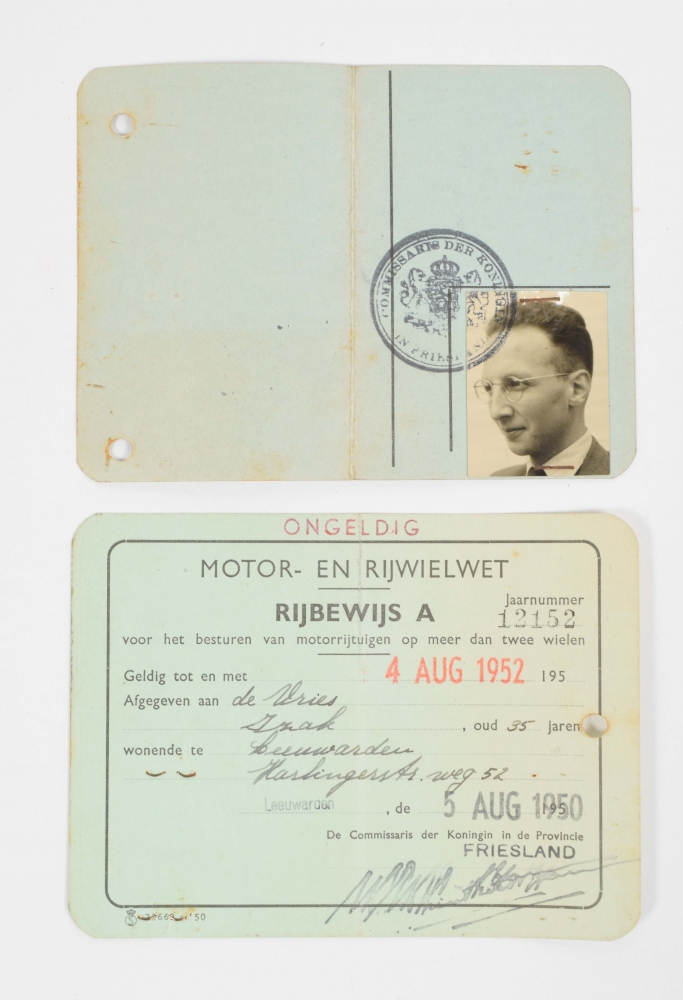 COMMISSARIS DER KONINGIN
IN FRIESLAND
ONGELDIG
MOTOR- EN RIJWIELWET
Jaarnummer
RIJBEWIJS A 12152
voor het besturen van motorrijtuigen op meer dan twee wielen
Geldig tot en met 4 AUG 1952 195
Afgegeven aan de Vries
Izak , oud 35 jaren
wonende te Leeuwarden
Harlingerstr. weg 52
Leeuwarden , de 5 AUG 1950 195
De Commissaris der Koningin in de Provincie
FRIESLAND
'50